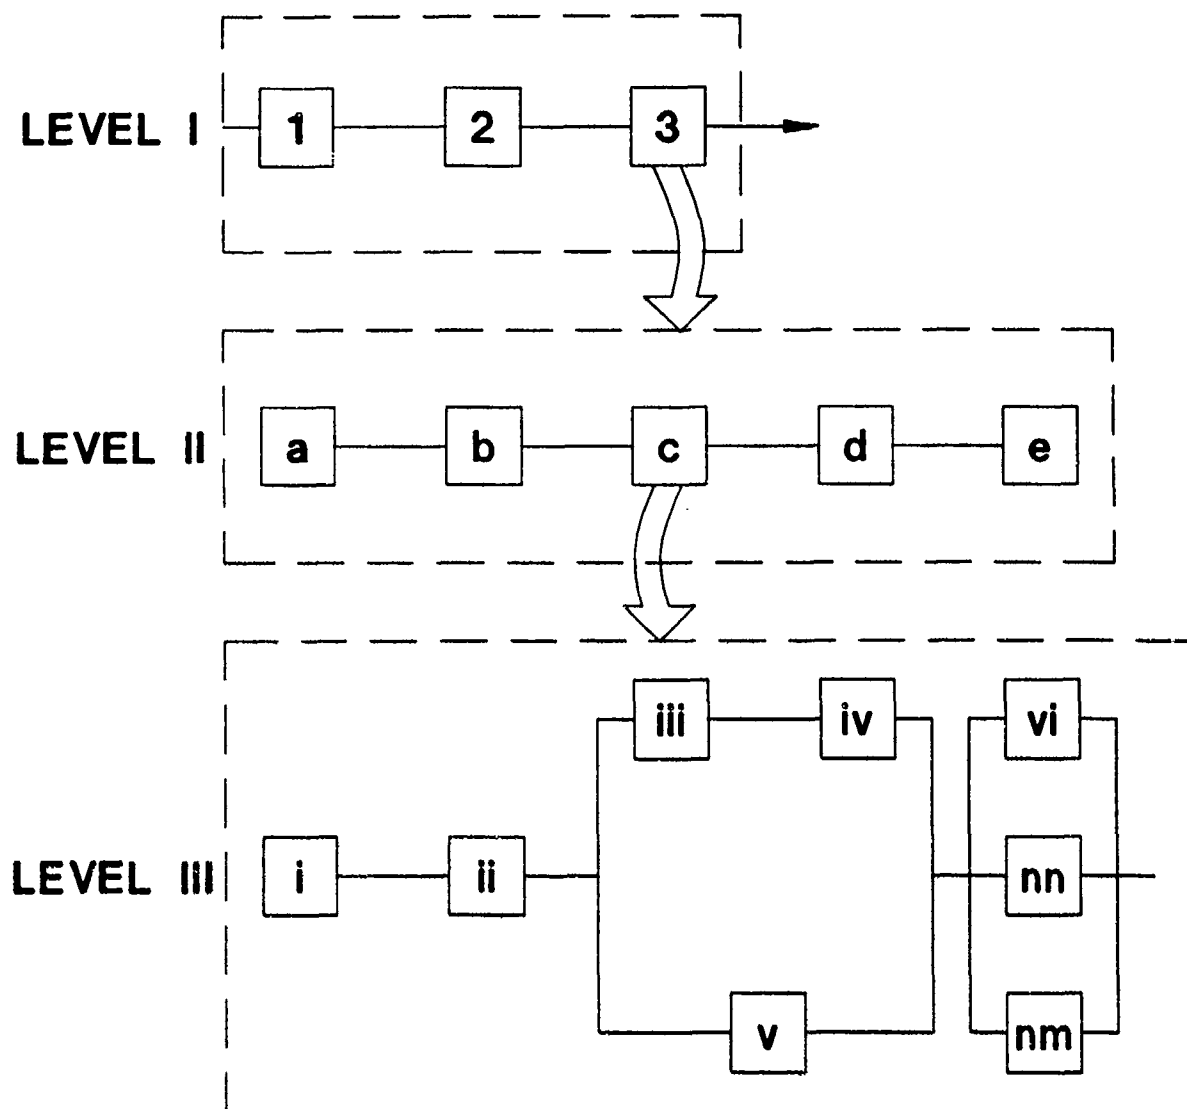 LEVEL I 1 2 3
LEVEL II a b c d e
iii iv vi
LEVEL III i ii nn
v nm